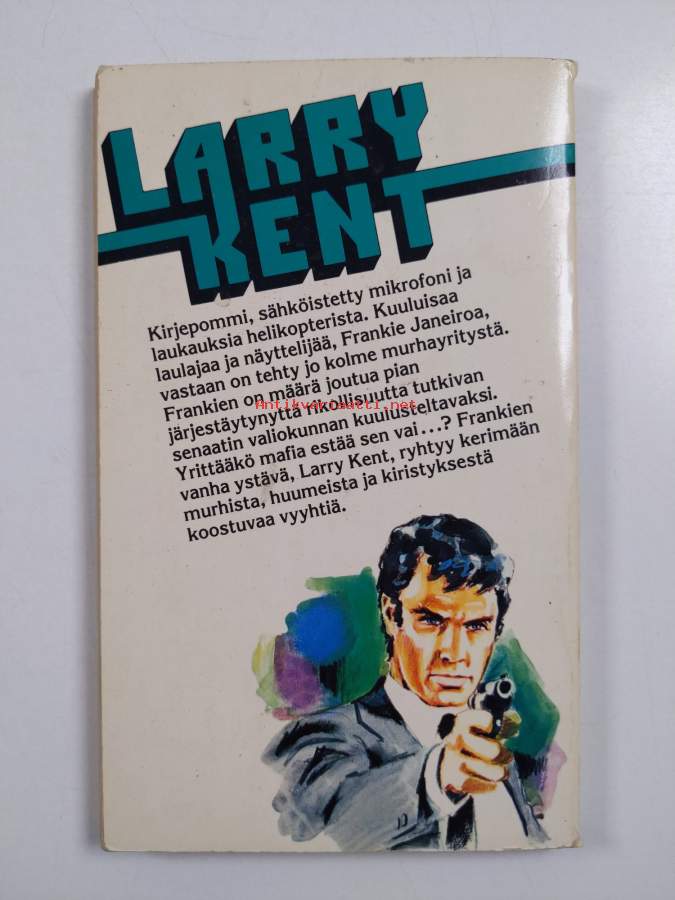 LARRY
KENT
Kirjepommi, sähköistetty mikrofoni ja
laukauksia helikopterista. Kuuluisaa
laulajaa ja näyttelijää, Frankie Janeiroa,
vastaan on tehty jo kolme murhayritystä.
Frankien on määrä joutua pian
järjestäytynyttä rikollisuutta tutkivan
senaatin valiokunnan kuulusteltavaksi.
Yrittääkö mafia estää sen vai...? Frankien
vanha ystävä, Larry Kent, ryhtyy kerimään
murhista, huumeista ja kiristyksestä
koostuvaa vyyhtiä.
Antikvariaatti.net